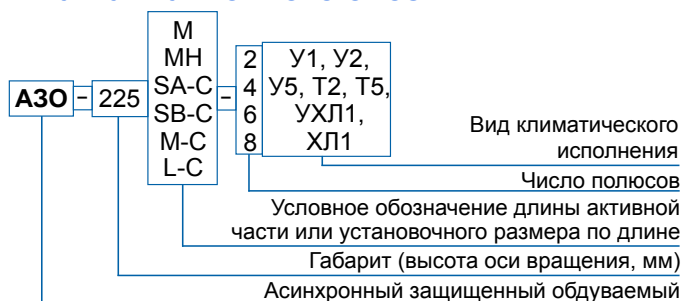 М
МН
SA-C
SB-C
M-C
L-C
2
4
6
8
У1, У2,
У5, Т2, Т5,
УХЛ1,
ХЛ1
АЗО - 225 -
Вид климатического
исполнения
Число полюсов
Условное обозначение длины активной
части или установочного размера по длине
Габарит (высота оси вращения, мм)
Асинхронный защищенный обдуваемый